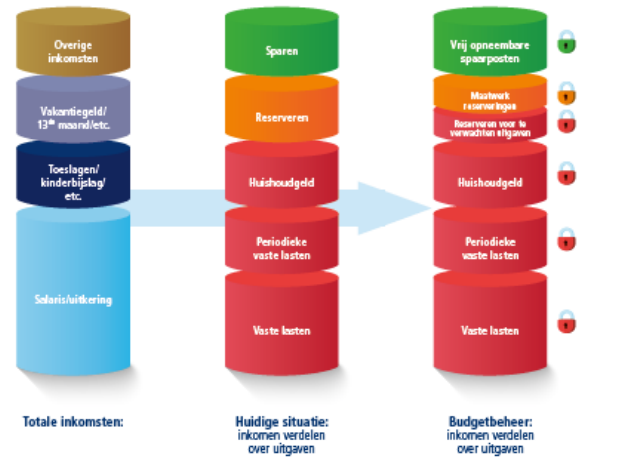 Overige
inkomsten
Vakantiegeld/
13de maand/etc.
Toeslagen/
kinderbijslag/
etc.
Salaris/uitkering
Totale inkomsten:
Sparen
Reserveren
Huishoudgeld
Periodieke
vaste lasten
Vaste lasten
Huidige situatie:
inkomen verdelen
over uitgaven
Vrij opneembare
spaarposten
Maatwerk
reserveringen
Reserveren voor te
verwachten uitgaven
Huishoudgeld
Periodieke
vaste lasten
Vaste lasten
Budgetbeheer:
inkomen verdelen
over uitgaven